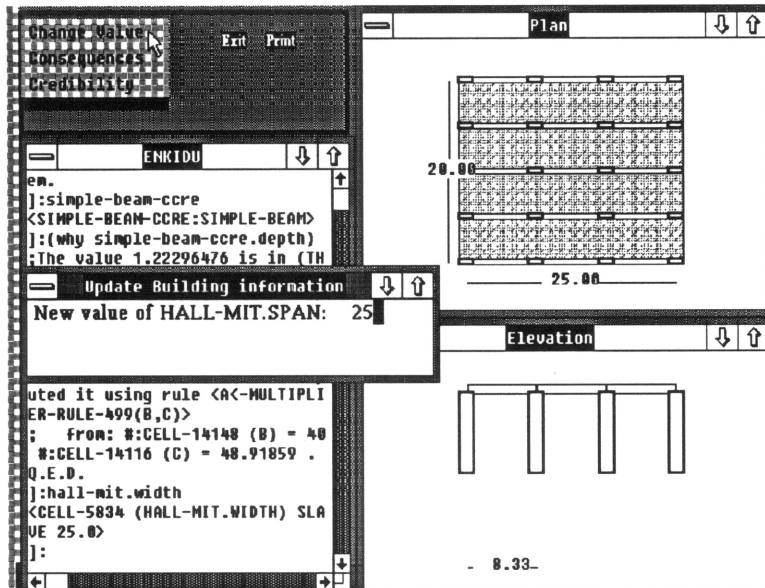 Change Value
Consequences
Credibility
Exit Print
Plan
20.00
25.00
ENKIDU
em.
]:simple-beam-ccre
<SIMPLE-BEAM-CCRE:SIMPLE-BEAM>
]:(why simple-beam-ccre.depth)
;The value 1.22296476 is in (TH
Update Building information
New value of HALL-MIT.SPAN: 25
uted it using rule <A<-MULTIPLI
ER-RULE-499(B,C)>
; from: #:CELL-14148 (B) = 40
#:CELL-14116 (C) = 48.91859 .
Q.E.D.
]:hall-mit.width
<CELL-5834 (HALL-MIT.WIDTH) SLA
VE 25.0>
]:
Elevation
8.33